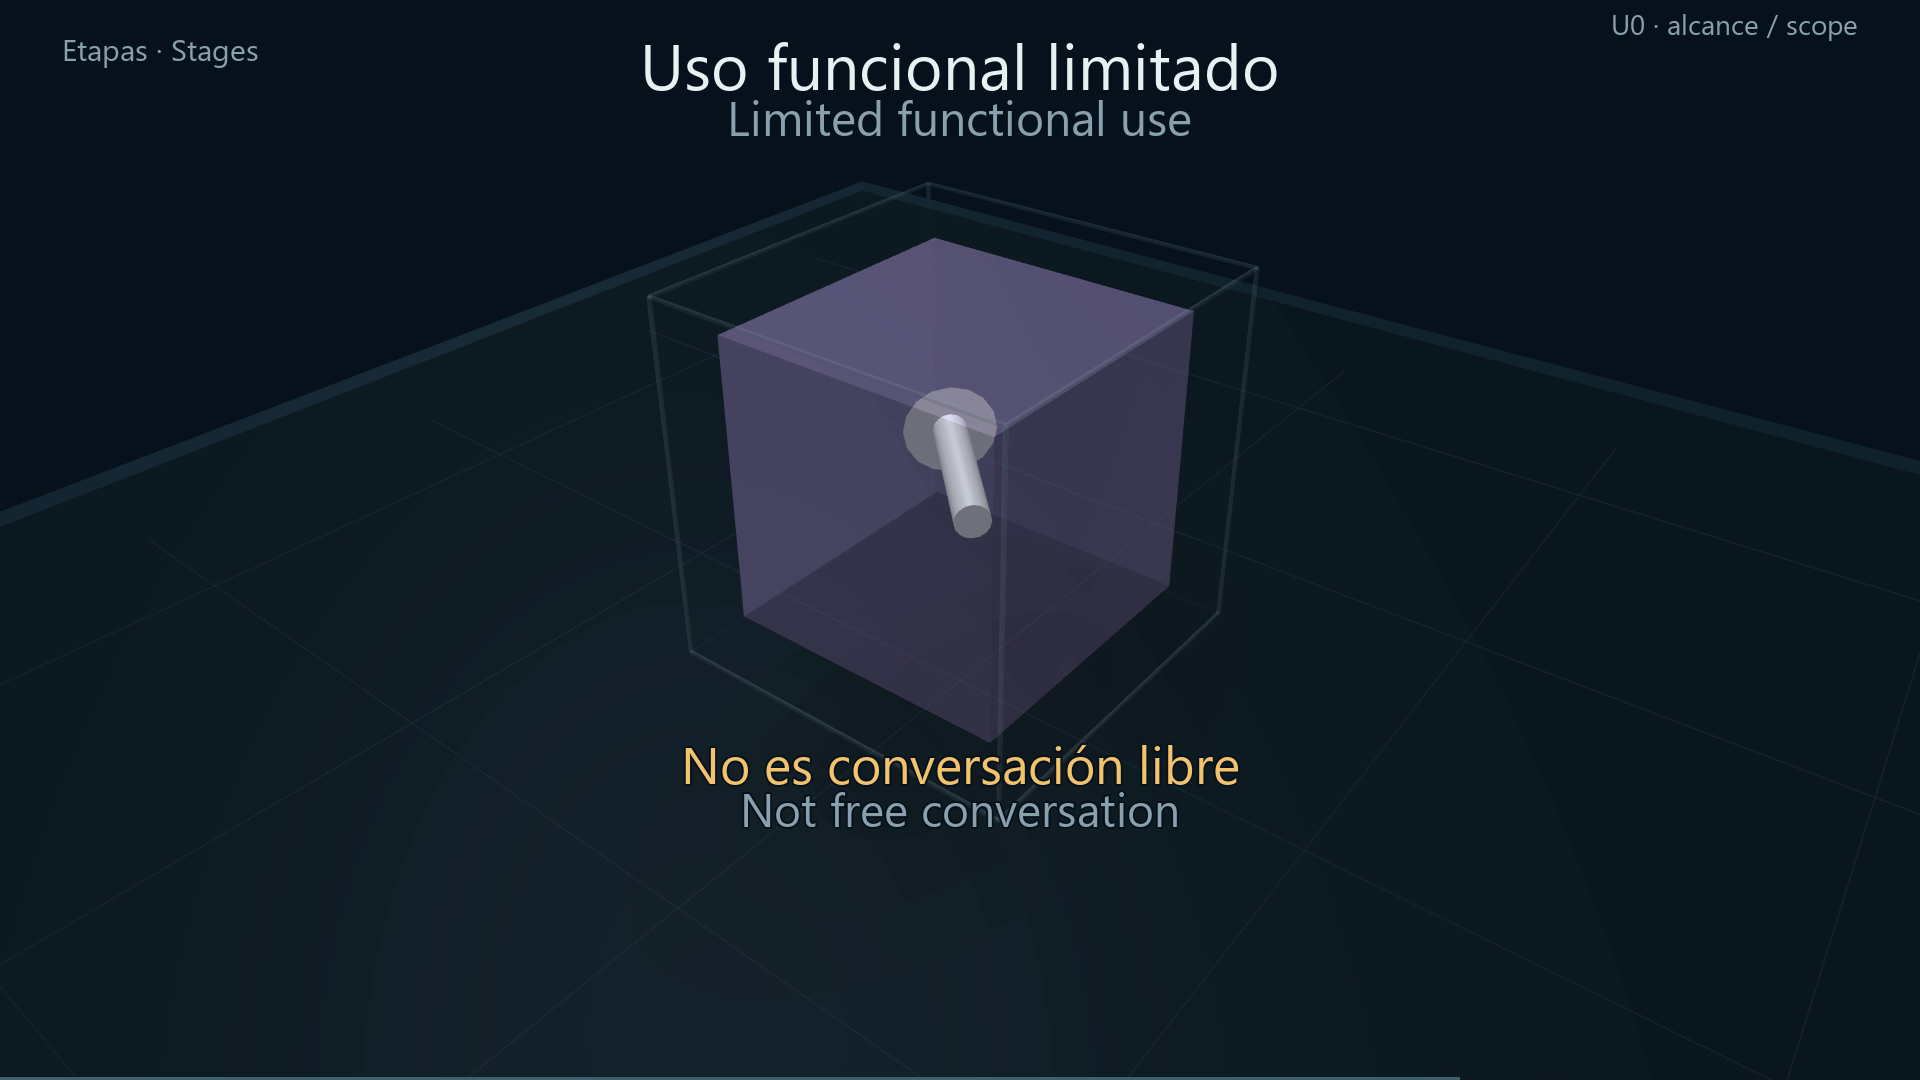 Etapas · Stages
U0 · alcance / scope
Uso funcional limitado
Limited functional use
No es conversación libre
Not free conversation